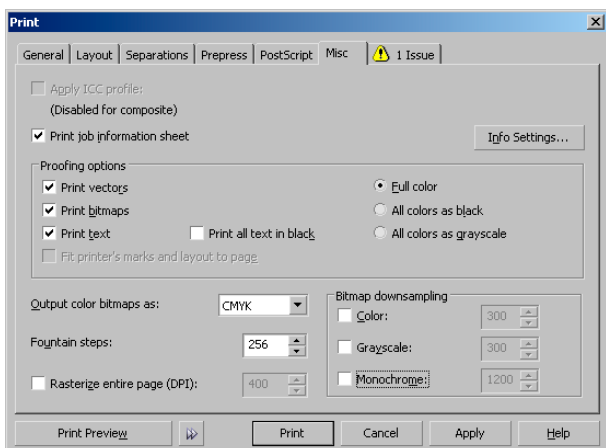 Print
General Layout Separations Prepress PostScript Misc 1 Issue
Apply ICC profile:
(Disabled for composite)
Print job information sheet Info Settings...
Proofing options
Print vectors Full color
Print bitmaps All colors as black
Print text Print all text in black All colors as grayscale
Fit printer's marks and layout to page
Output color bitmaps as: CMYK Bitmap downsampling
Color: 300
Fountain steps: 256 Grayscale: 300
Rasterize entire page (DPI): 400 Monochrome: 1200
Print Preview Print Cancel Apply Help